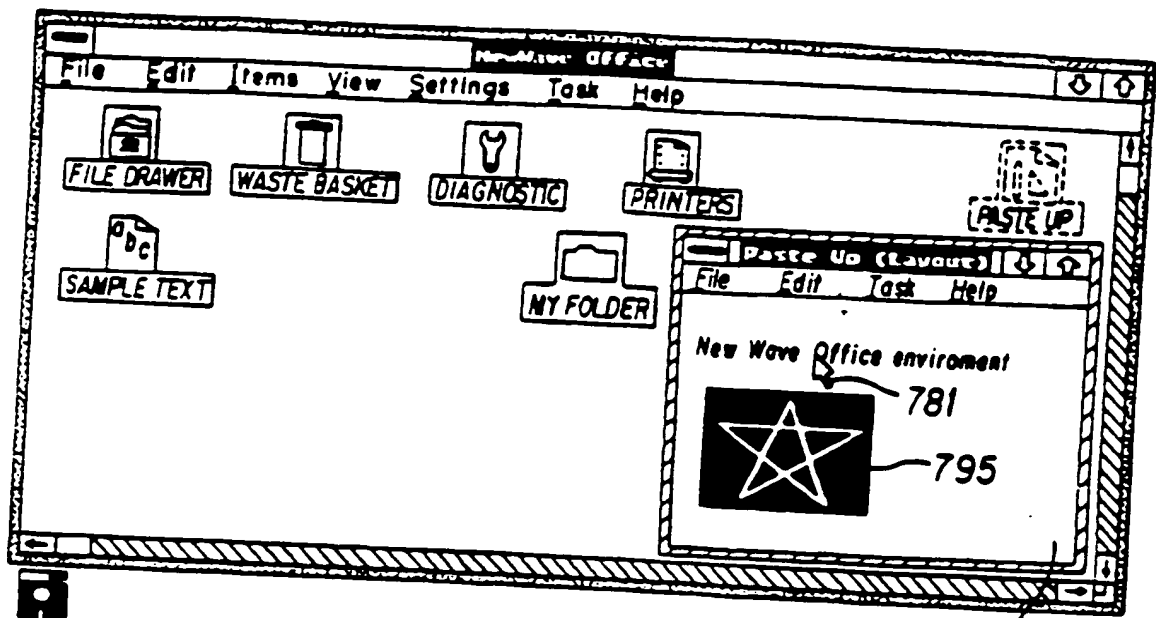 NewWave Office
File Edit Items View Settings Task Help
FILE DRAWER WASTE BASKET DIAGNOSTIC PRINTERS PASTE UP
abc
SAMPLE TEXT MY FOLDER
Paste Up (Layout)
File Edit Task Help
New Wave Office enviroment
781
795